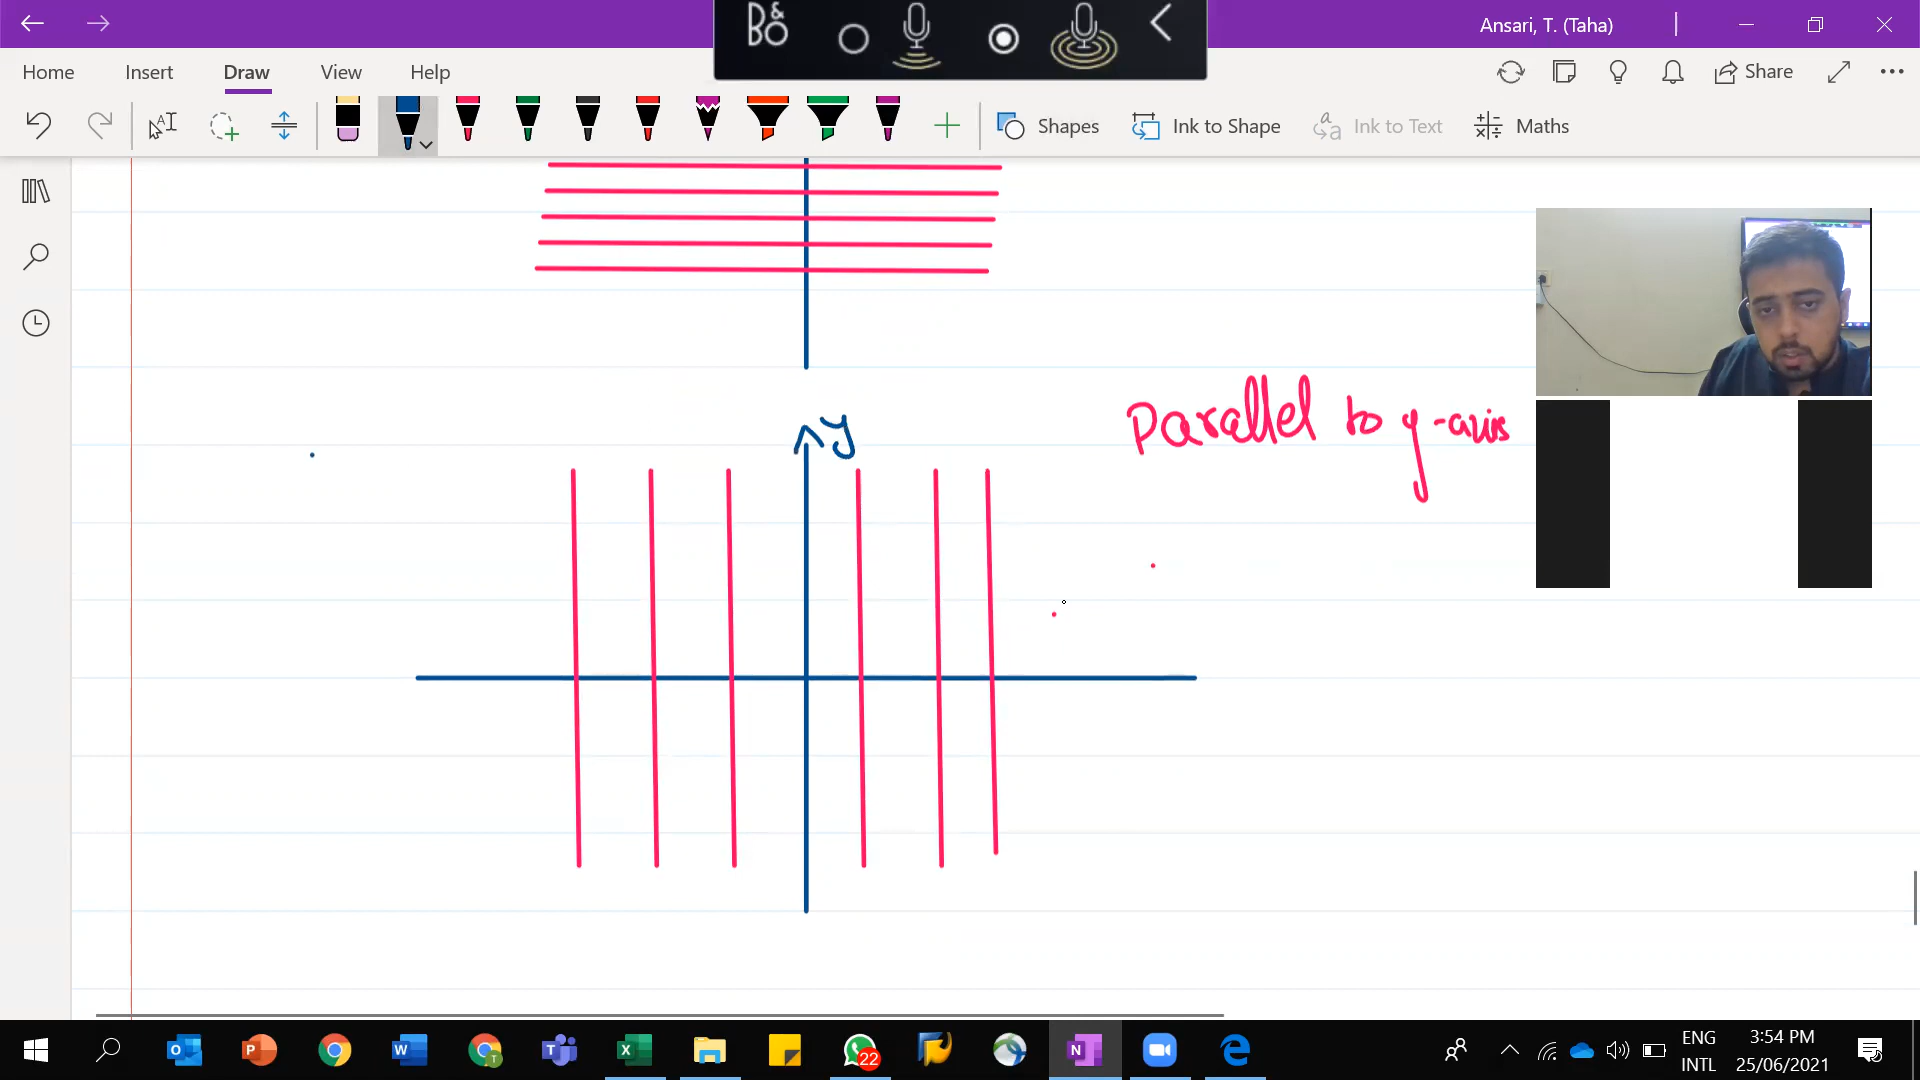 B&O
Ansari, T. (Taha)
Home Insert Draw View Help
Share
Shapes Ink to Shape Ink to Text Maths
Parallel to y-axis
y
22
ENG
INTL
3:54 PM
25/06/2021